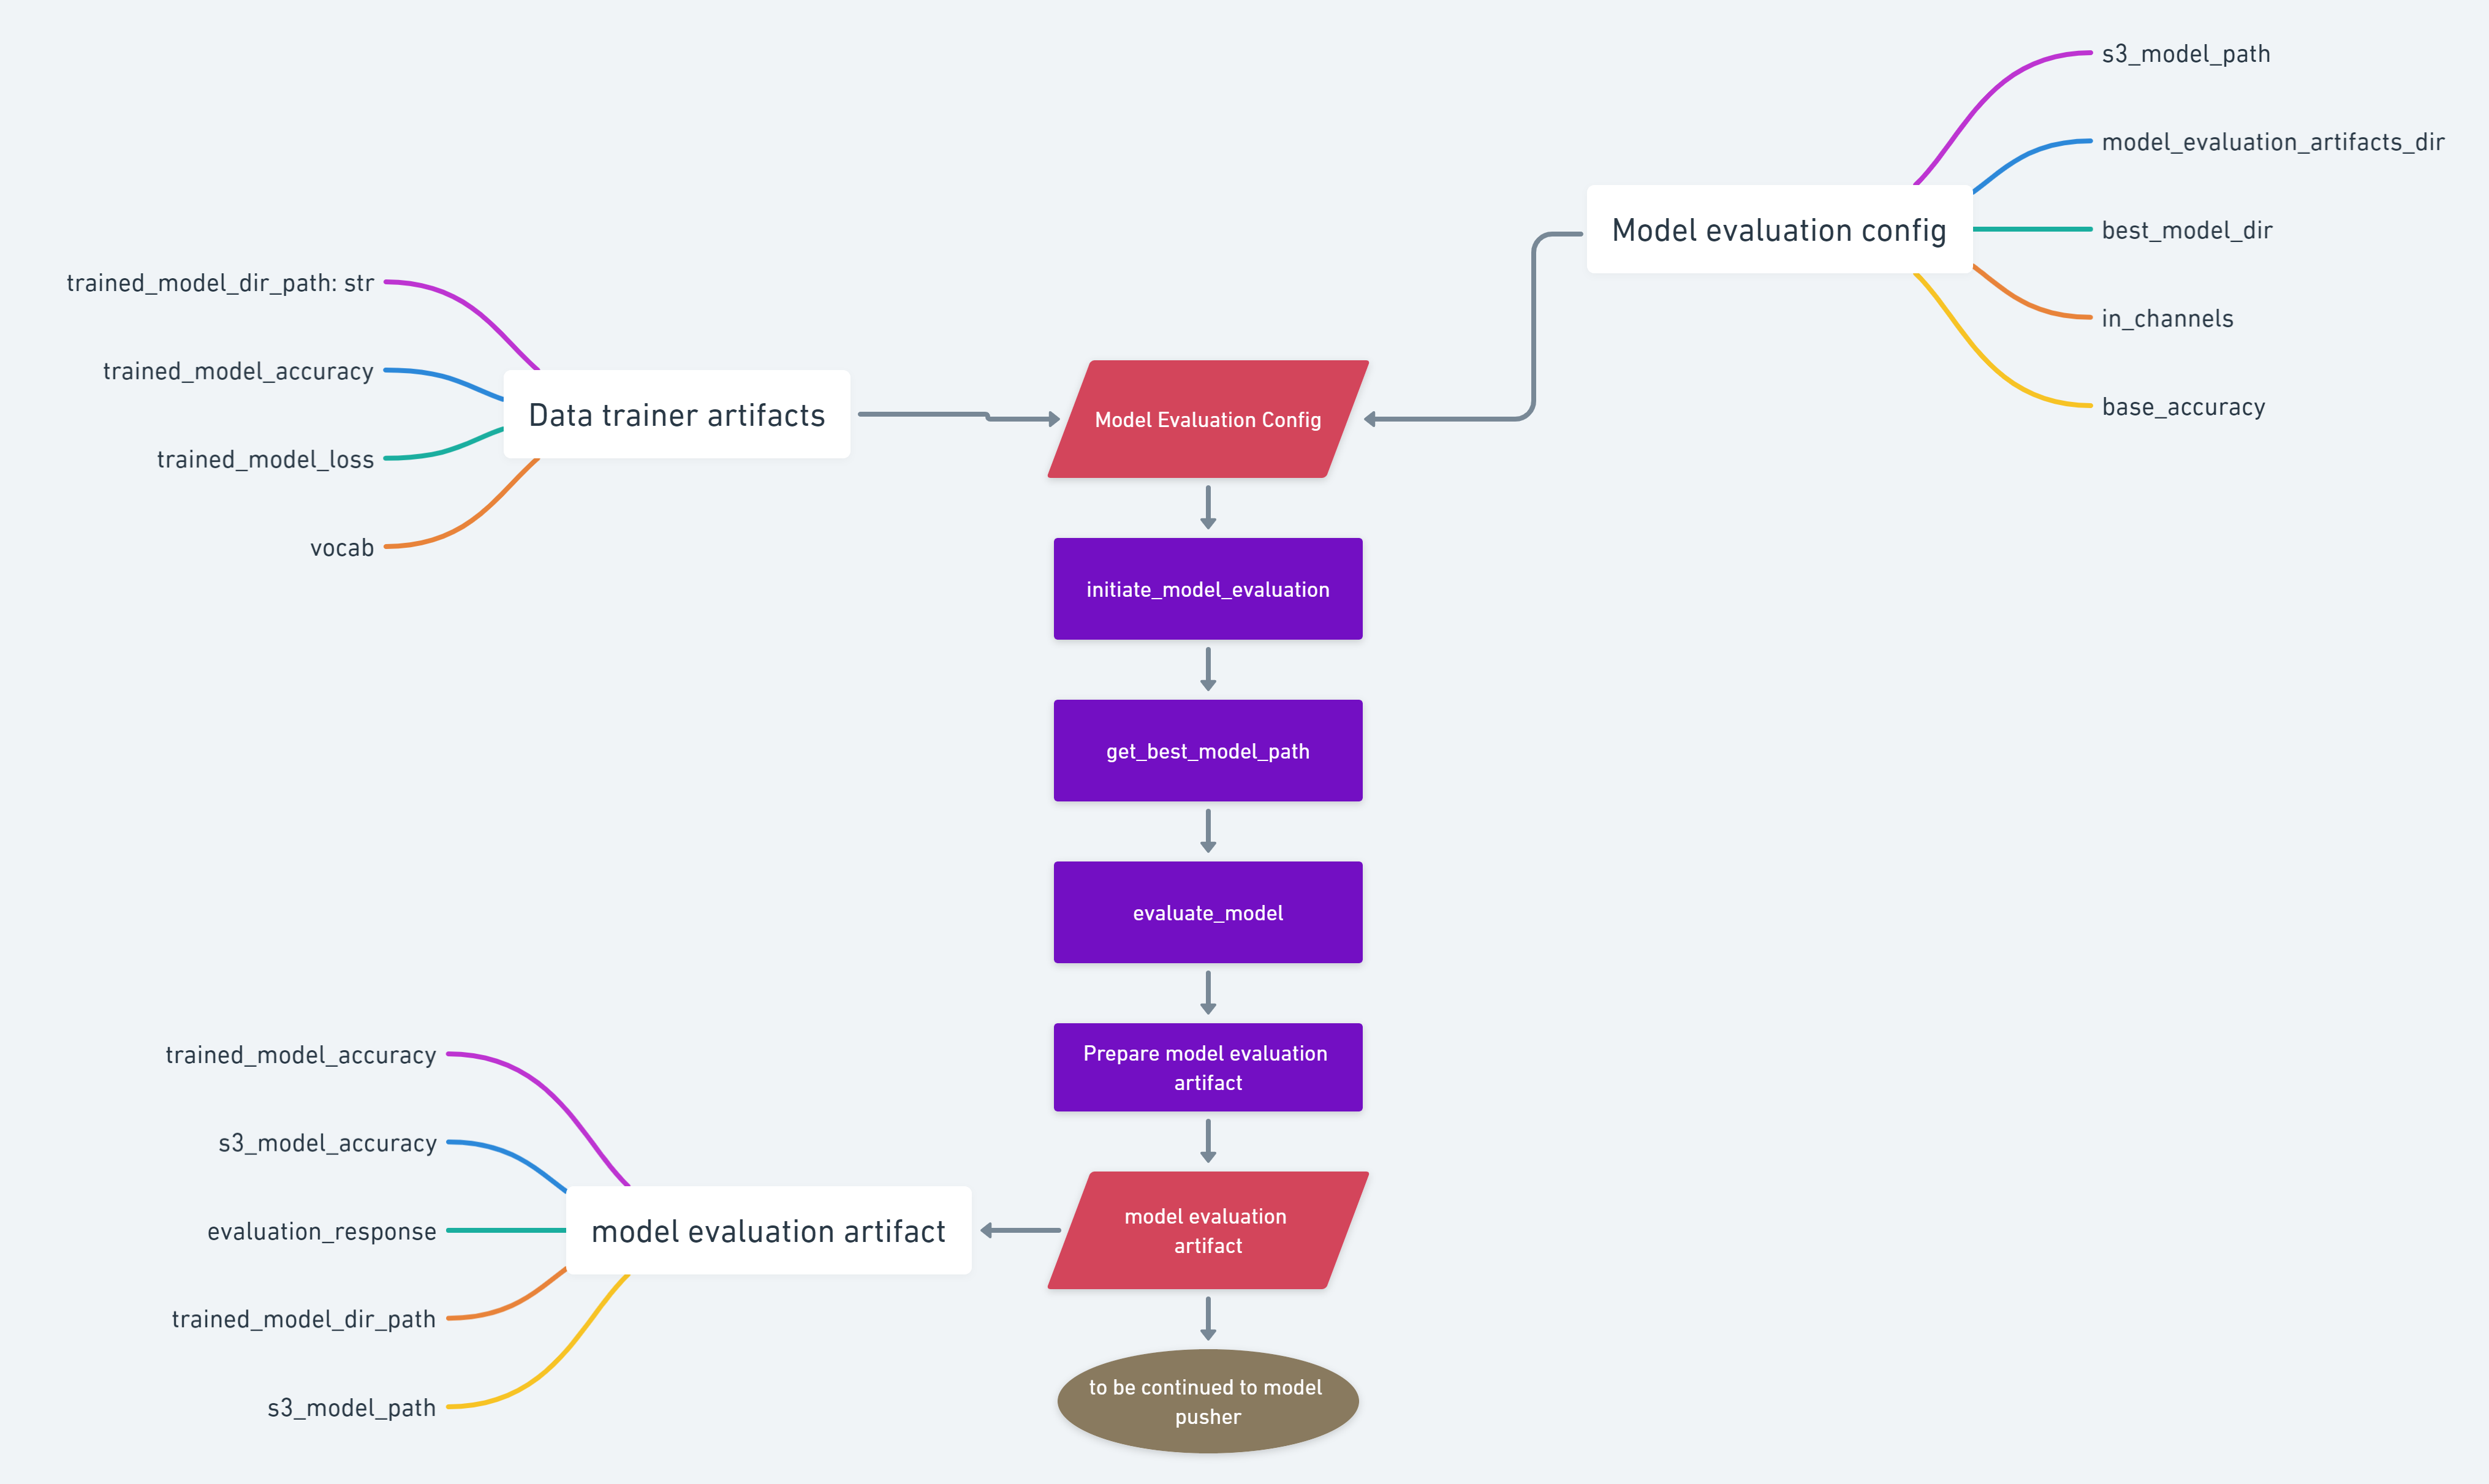 s3_model_path
model_evaluation_artifacts_dir
Model evaluation config
best_model_dir
in_channels
base_accuracy
trained_model_dir_path: str
trained_model_accuracy
Data trainer artifacts
trained_model_loss
vocab
Model Evaluation Config
initiate_model_evaluation
get_best_model_path
evaluate_model
Prepare model evaluation
artifact
model evaluation
artifact
trained_model_accuracy
s3_model_accuracy
model evaluation artifact
evaluation_response
trained_model_dir_path
s3_model_path
to be continued to model
pusher